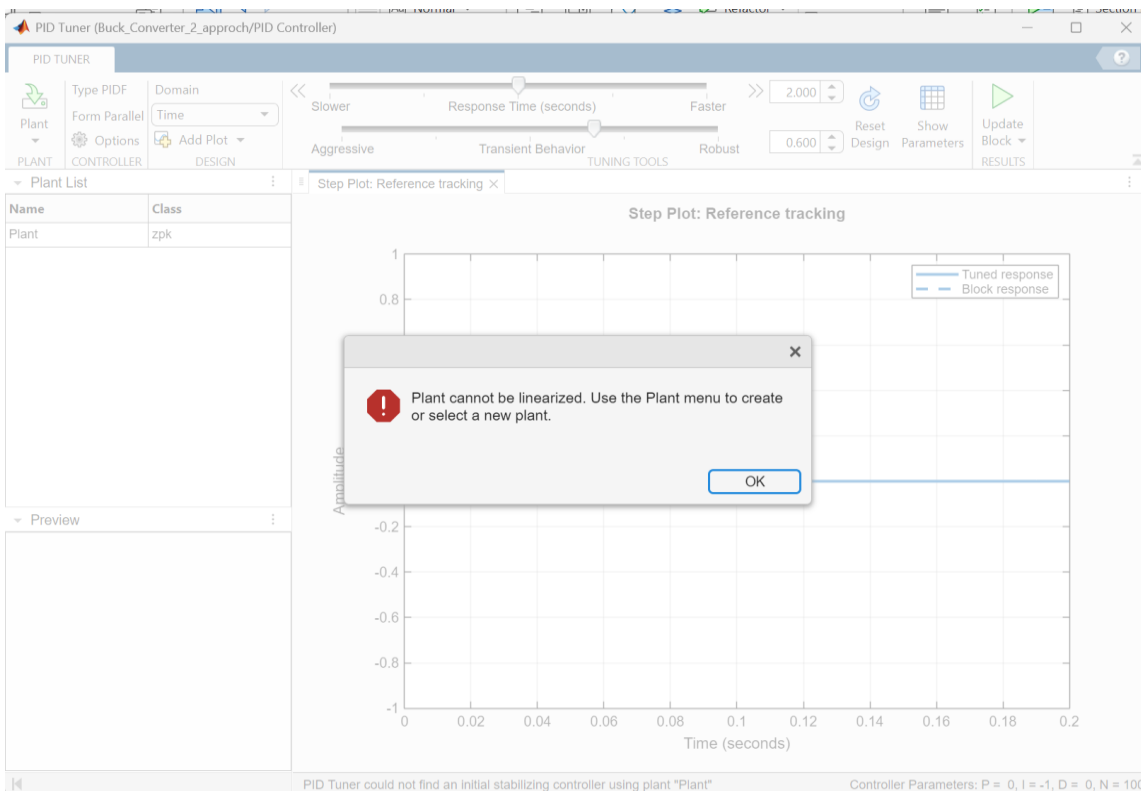 PID Tuner (Buck_Converter_2_approch/PID Controller)
PID TUNER
?
Plant
PLANT
Type PIDF
Form Parallel
Options
CONTROLLER
Domain
Time
Add Plot
DESIGN
Slower
Response Time (seconds)
Faster
2.000
Aggressive
Transient Behavior
Robust
0.600
TUNING TOOLS
Reset
Design
Show
Parameters
Update
Block
RESULTS
Plant List
Name Class
Plant zpk
Preview
Step Plot: Reference tracking
Step Plot: Reference tracking
Tuned response
Block response
1
0.8
Plant cannot be linearized. Use the Plant menu to create
or select a new plant.
OK
Amplitude
-0.2
-0.4
-0.6
-0.8
-1
0 0.02 0.04 0.06 0.08 0.1 0.12 0.14 0.16 0.18 0.2
Time (seconds)
PID Tuner could not find an initial stabilizing controller using plant "Plant"
Controller Parameters: P = 0, I = -1, D = 0, N = 100